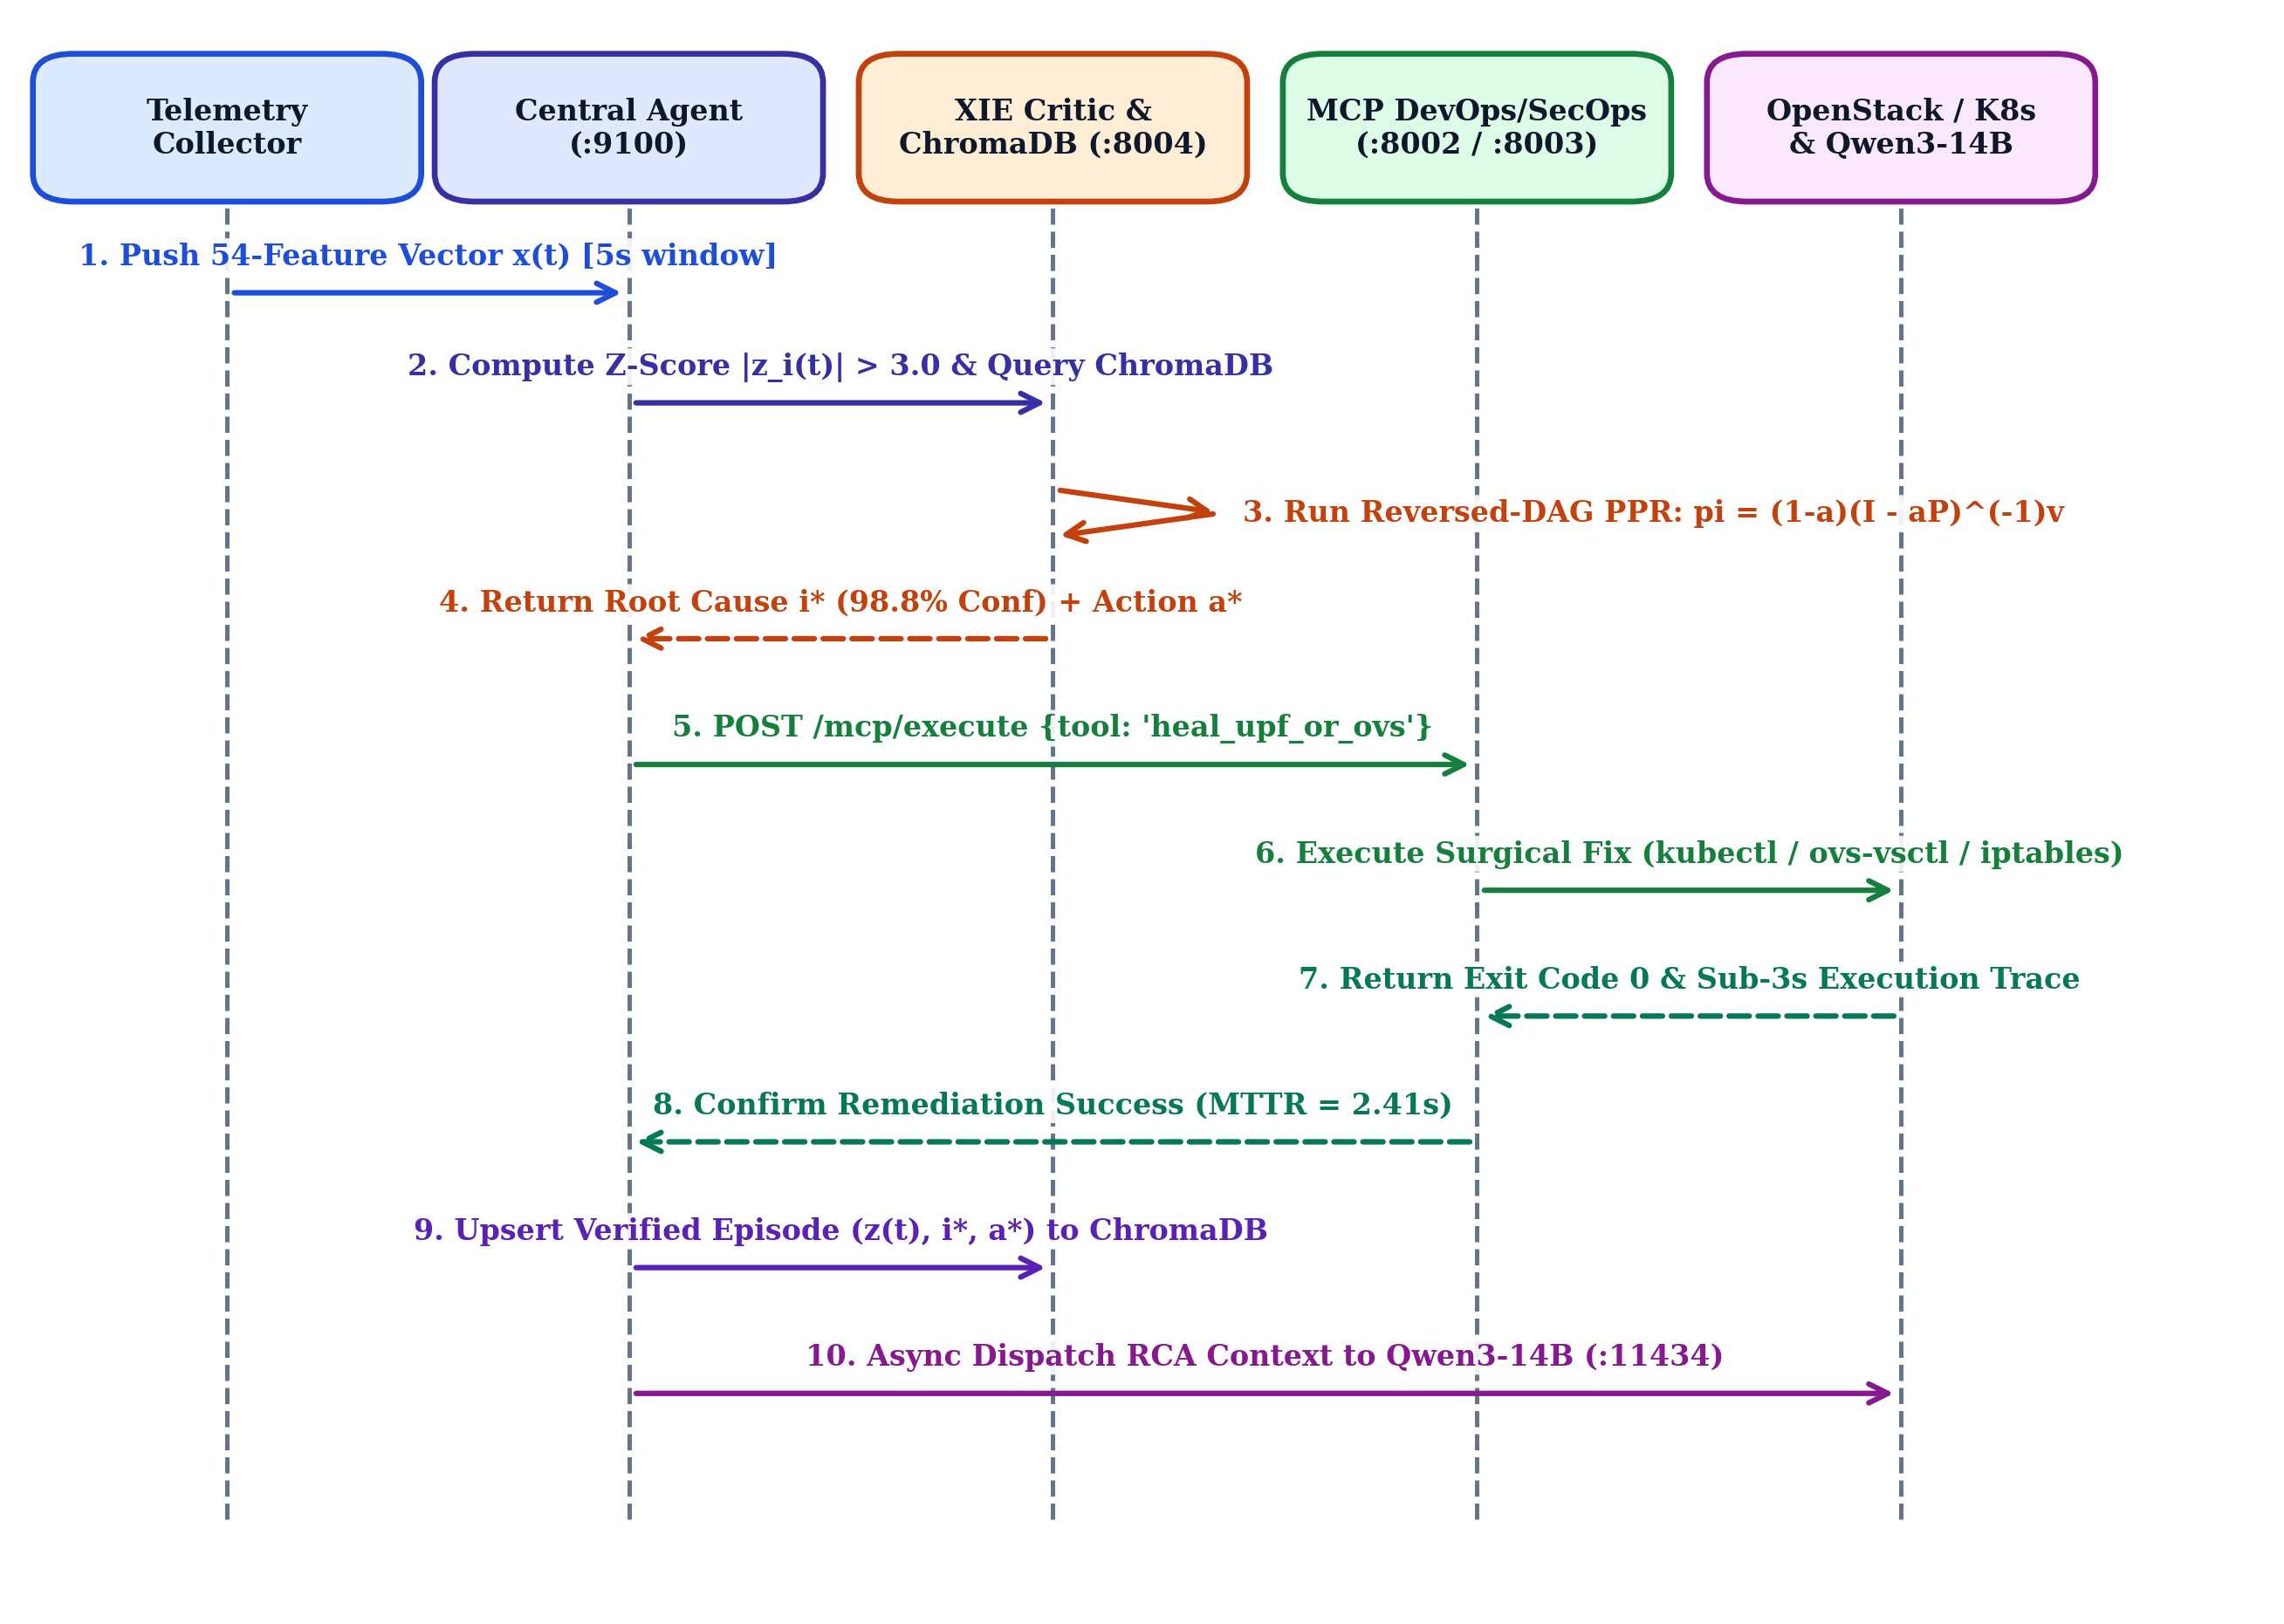 Telemetry
Collector
Central Agent
(:9100)
XIE Critic &
ChromaDB (:8004)
MCP DevOps/SecOps
(:8002 / :8003)
OpenStack / K8s
& Qwen3-14B
1. Push 54-Feature Vector x(t) [5s window]
2. Compute Z-Score |z_i(t)| > 3.0 & Query ChromaDB
3. Run Reversed-DAG PPR: pi = (1-a)(I - aP)^(-1)v
4. Return Root Cause i* (98.8% Conf) + Action a*
5. POST /mcp/execute {tool: 'heal_upf_or_ovs'}
6. Execute Surgical Fix (kubectl / ovs-vsctl / iptables)
7. Return Exit Code 0 & Sub-3s Execution Trace
8. Confirm Remediation Success (MTTR = 2.41s)
9. Upsert Verified Episode (z(t), i*, a*) to ChromaDB
10. Async Dispatch RCA Context to Qwen3-14B (:11434)